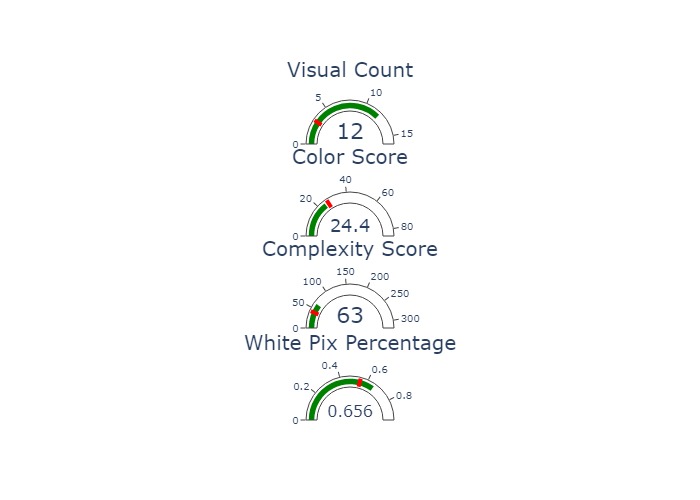 Visual Count
0 5 10 15
12
Color Score
0 20 40 60 80
24.4
Complexity Score
0 50 100 150 200 250 300
63
White Pix Percentage
0 0.2 0.4 0.6 0.8
0.656